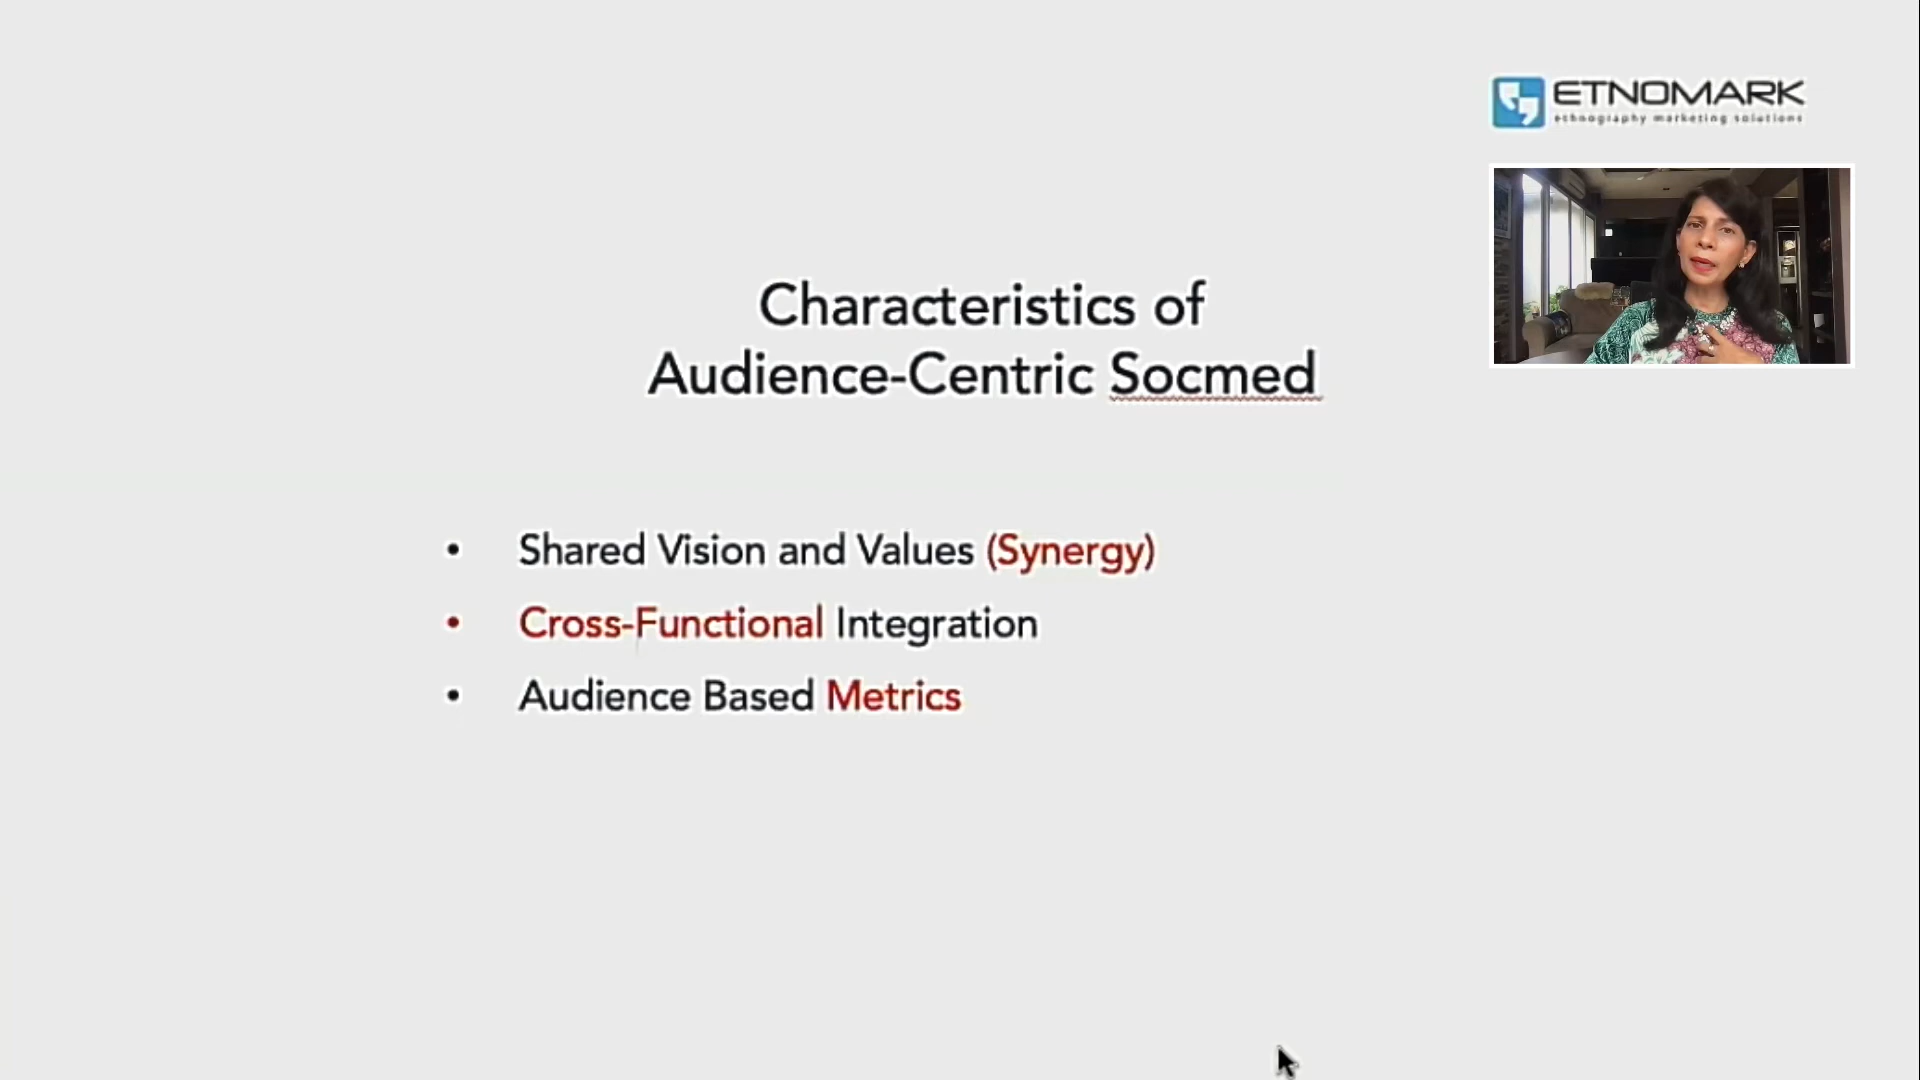 ETNOMARK
ethnography marketing solutions
Characteristics of
Audience-Centric Socmed
• Shared Vision and Values (Synergy)
• Cross-Functional Integration
• Audience Based Metrics